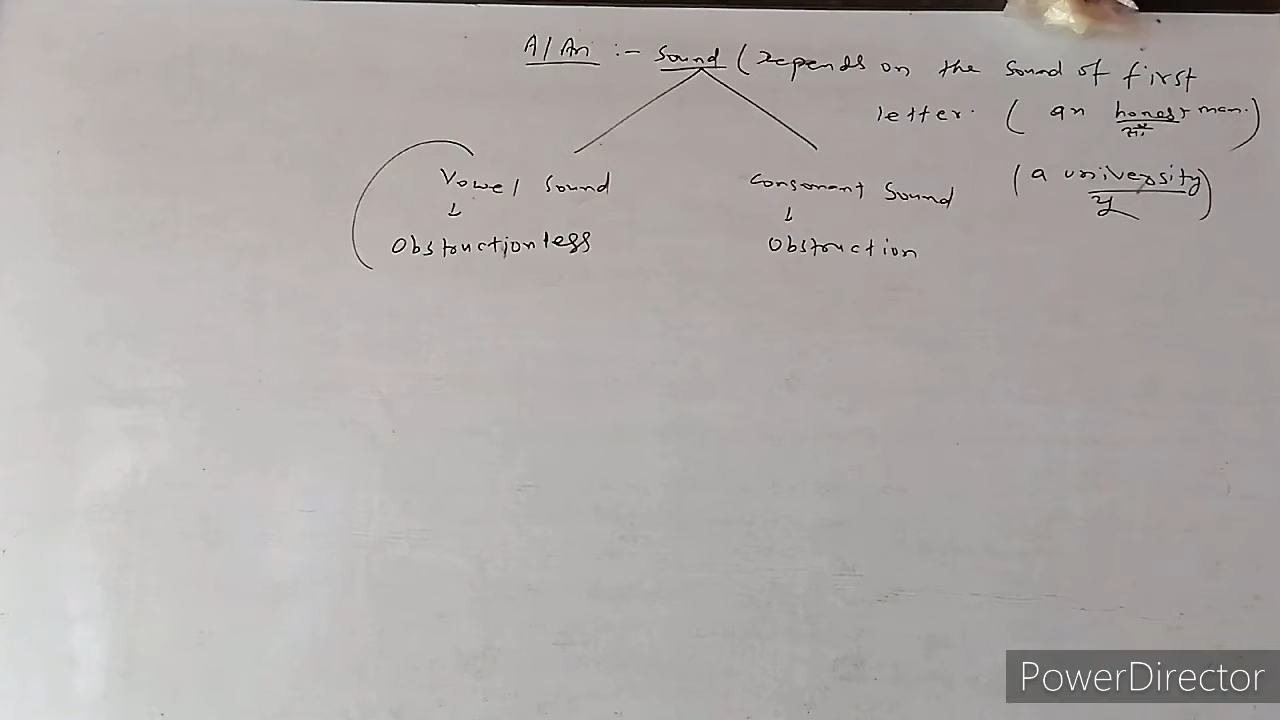 A/An :- Sound (Depends on the sound of first
letter. (an honest man.)
Vowel Sound
Consonant Sound
(a university)
y
↓
↓
Obstructionless
Obstruction
PowerDirector